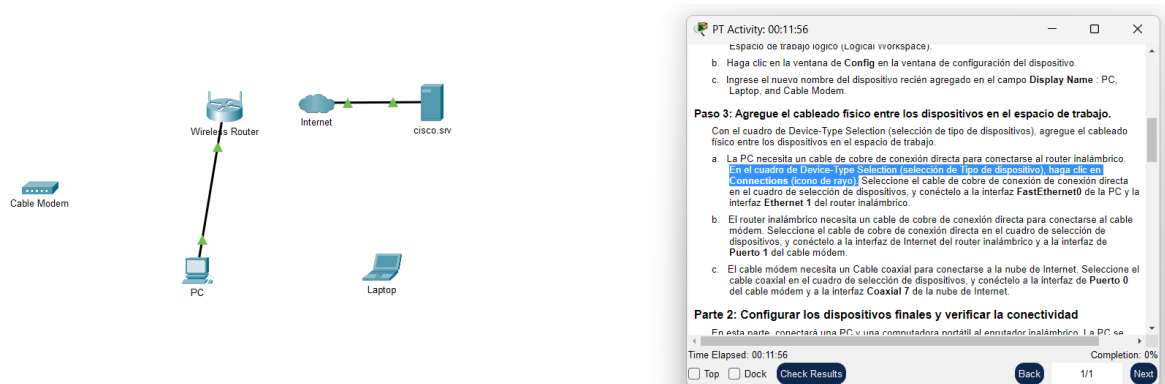 Wireless Router
Internet
cisco.srv
Cable Modem
PC
Laptop
PT Activity: 00:11:56
Espacio de trabajo lógico (Logical Workspace).
b. Haga clic en la ventana de Config en la ventana de configuración del dispositivo.
c. Ingrese el nuevo nombre del dispositivo recién agregado en el campo Display Name : PC,
Laptop, and Cable Modem.
Paso 3: Agregue el cableado físico entre los dispositivos en el espacio de trabajo.
Con el cuadro de Device-Type Selection (selección de tipo de dispositivos), agregue el cableado
físico entre los dispositivos en el espacio de trabajo.
a. La PC necesita un cable de cobre de conexión directa para conectarse al router inalámbrico.
En el cuadro de Device-Type Selection (selección de Tipo de dispositivo), haga clic en
Connections (icono de rayo). Seleccione el cable de cobre de conexión de conexión directa
en el cuadro de selección de dispositivos, y conéctelo a la interfaz FastEthernet0 de la PC y la
interfaz Ethernet 1 del router inalámbrico.
b. El router inalámbrico necesita un cable de cobre de conexión directa para conectarse al cable
módem. Seleccione el cable de cobre de conexión directa en el cuadro de selección de
dispositivos, y conéctelo a la interfaz de Internet del router inalámbrico y a la interfaz de
Puerto 1 del cable módem.
c. El cable módem necesita un Cable coaxial para conectarse a la nube de Internet. Seleccione el
cable coaxial en el cuadro de selección de dispositivos, y conéctelo a la interfaz de Puerto 0
del cable módem y a la interfaz Coaxial 7 de la nube de Internet.
Parte 2: Configurar los dispositivos finales y verificar la conectividad
En esta parte, conectará una PC y una computadora portátil al enrutador inalámbrico. La PC se
Time Elapsed: 00:11:56
Completion: 0%
Top
Dock
Check Results
Back
1/1
Next